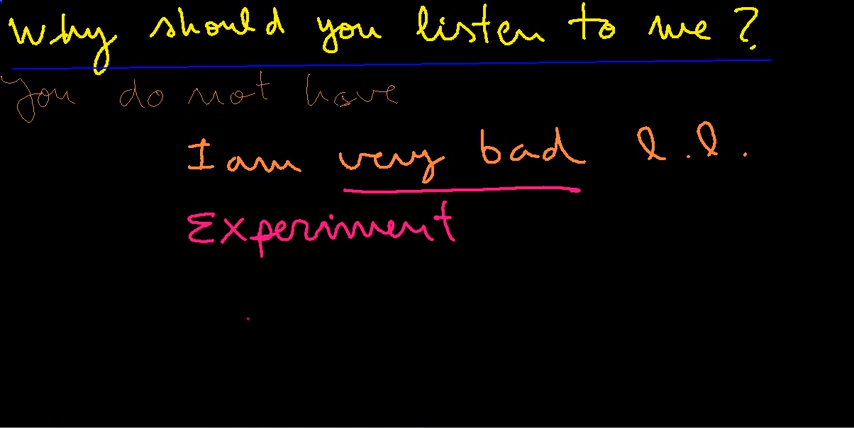 Why should you listen to me?
You do not have
I am very bad l.l.
Experiment